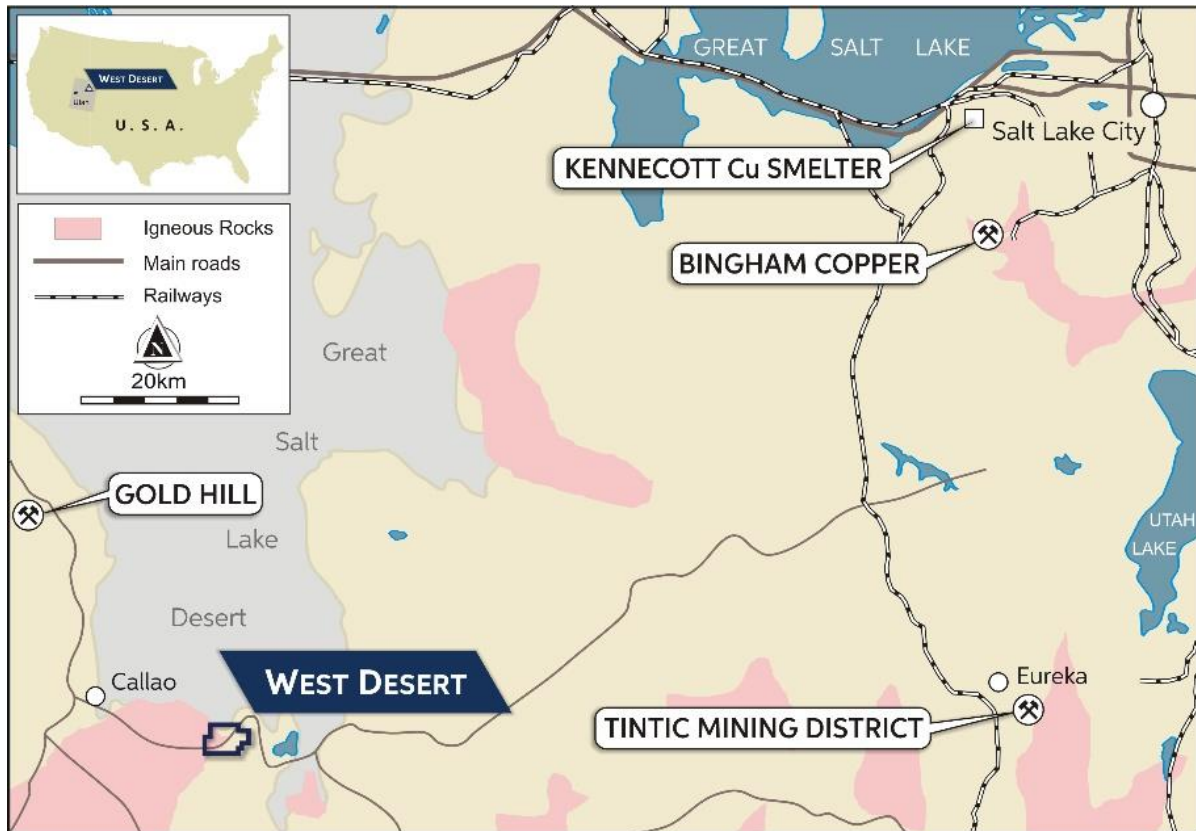 WEST DESERT
Utah
U. S. A.
Igneous Rocks
Main roads
Railways
N
20km
GREAT SALT LAKE
Salt Lake City
KENNECOTT Cu SMELTER
BINGHAM COPPER
Great
Salt
Lake
Desert
GOLD HILL
UTAH
LAKE
Callao
WEST DESERT
Eureka
TINTIC MINING DISTRICT